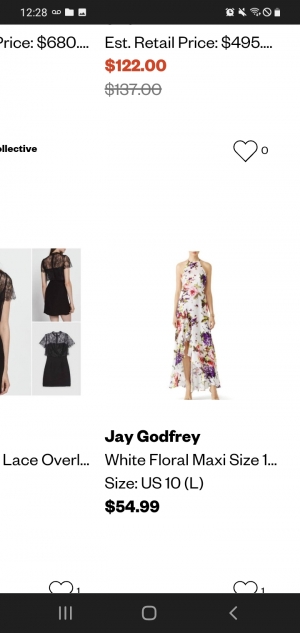 12:28
Price: $680.... Est. Retail Price: $495....
$122.00
$137.00
ollective
0
Jay Godfrey
Lace Overl... White Floral Maxi Size 1...
Size: US 10 (L)
$54.99
1 1